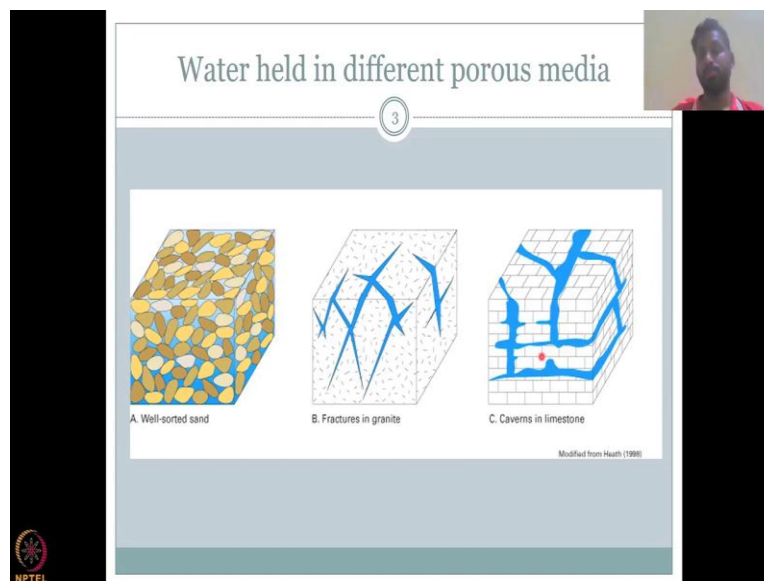 Water held in different porous media
3
A. Well-sorted sand
B. Fractures in granite
C. Caverns in limestone
Modified from Heath (1998)
NPTEL